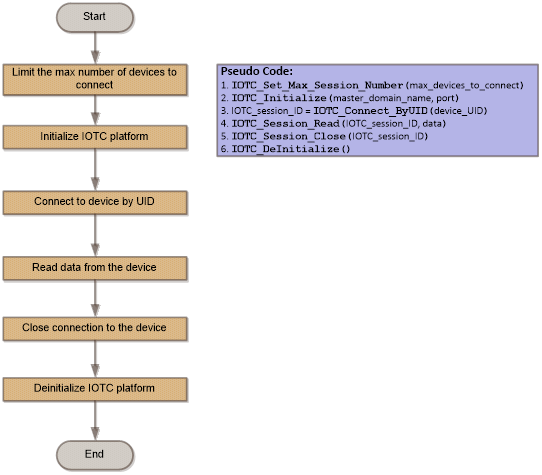 Start
Limit the max number of devices to
connect
Initialize IOTC platform
Connect to device by UID
Read data from the device
Close connection to the device
Deinitialize IOTC platform
End
Pseudo Code:
1. IOTC_Set_Max_Session_Number (max_devices_to_connect)
2. IOTC_Initialize (master_domain_name, port)
3. IOTC_session_ID = IOTC_Connect_ByUID (device_UID)
4. IOTC_Session_Read (IOTC_session_ID, data)
5. IOTC_Session_Close (IOTC_session_ID)
6. IOTC_DeInitialize ()